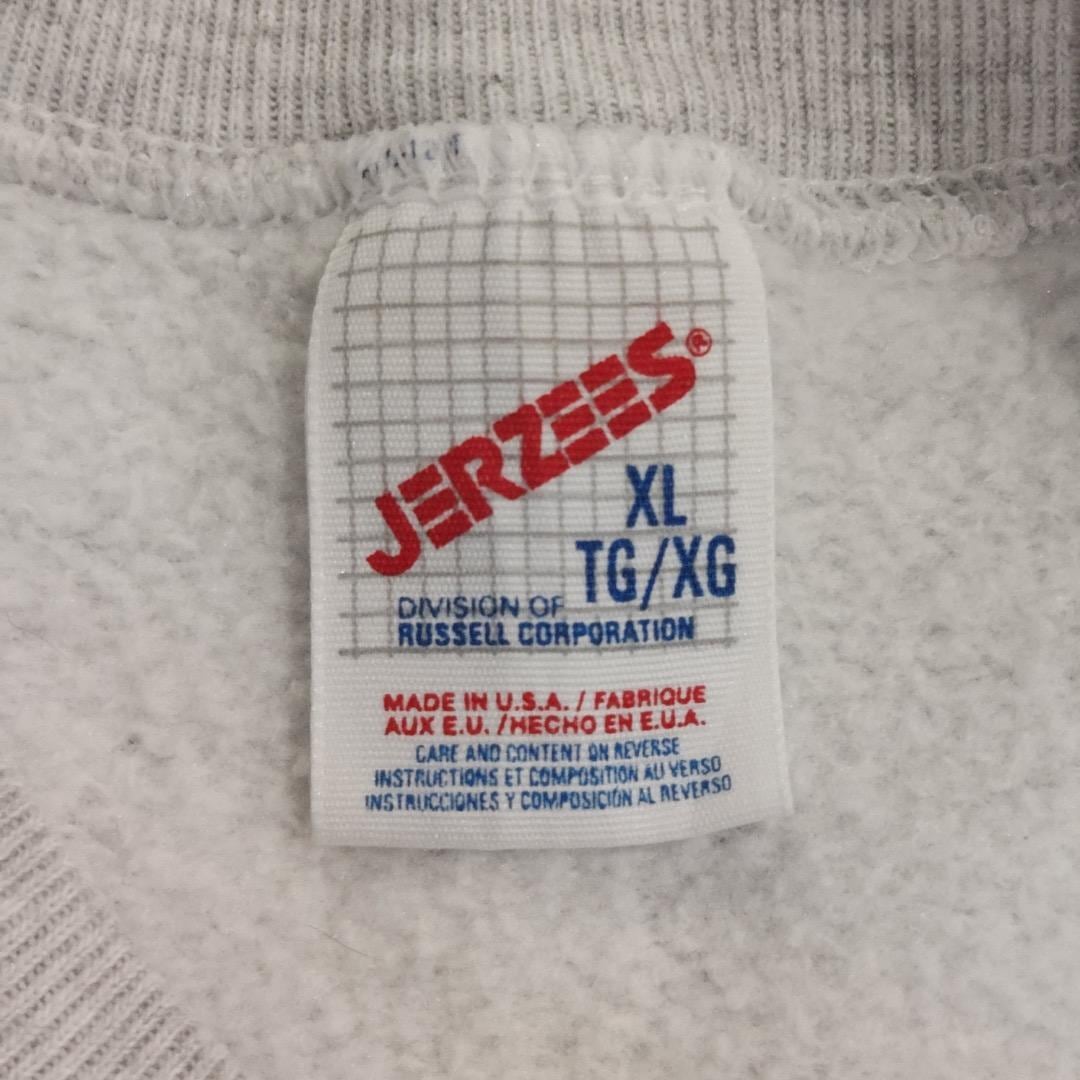 JERZEES®
XL
TG/XG
DIVISION OF
RUSSELL CORPORATION
MADE IN U.S.A. / FABRIQUE
AUX E.U. /HECHO EN E.U.A.
CARE AND CONTENT ON REVERSE
INSTRUCTIONS ET COMPOSITION AU VERSO
INSTRUCCIONES Y COMPOSICIÓN AL REVERSO